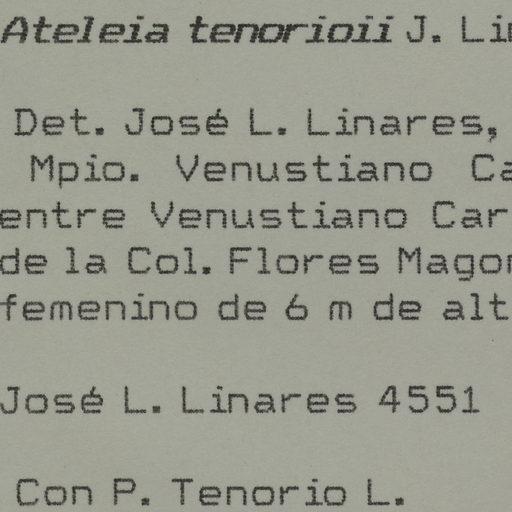 Ateleia tenorioii J. Li
Det. José L. Linares,
Mpio. Venustiano Ca
entre Venustiano Car
de la Col. Flores Magon
femenino de 6 m de alt
José L. Linares 4551
Con P. Tenorio L.